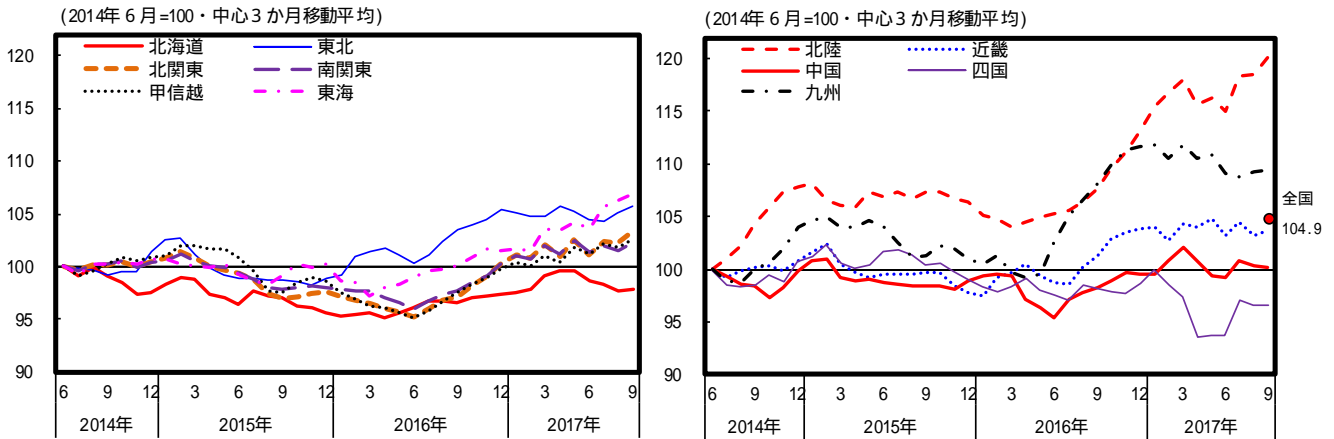 (2014年6月=100・中心3か月移動平均)
北海道 東北
北関東 南関東
甲信越 東海
120
115
110
105
100
95
90
6 9 12 3 6 9 12 3 6 9 12 3 6 9
2014年 2015年 2016年 2017年
(2014年6月=100・中心3か月移動平均)
北陸 近畿
中国 四国
九州
120
115
110
105
100
95
90
6 9 12 3 6 9 12 3 6 9 12 3 6 9
2014年 2015年 2016年 2017年
全国
104.9